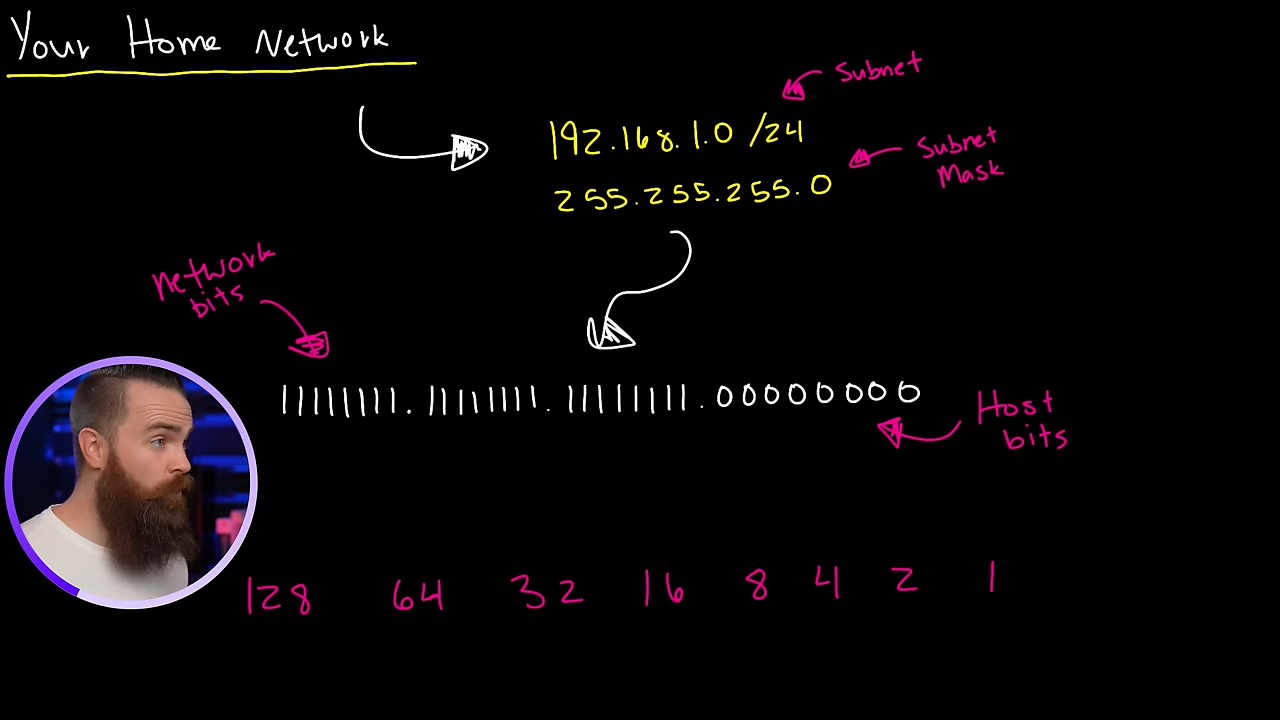 Your Home Network
Subnet
192.168.1.0 /24
Subnet
Mask
255.255.255.0
Network
bits
11111111.11111111.11111111.00000000
Host
bits
128 64 32 16 8 4 2 1